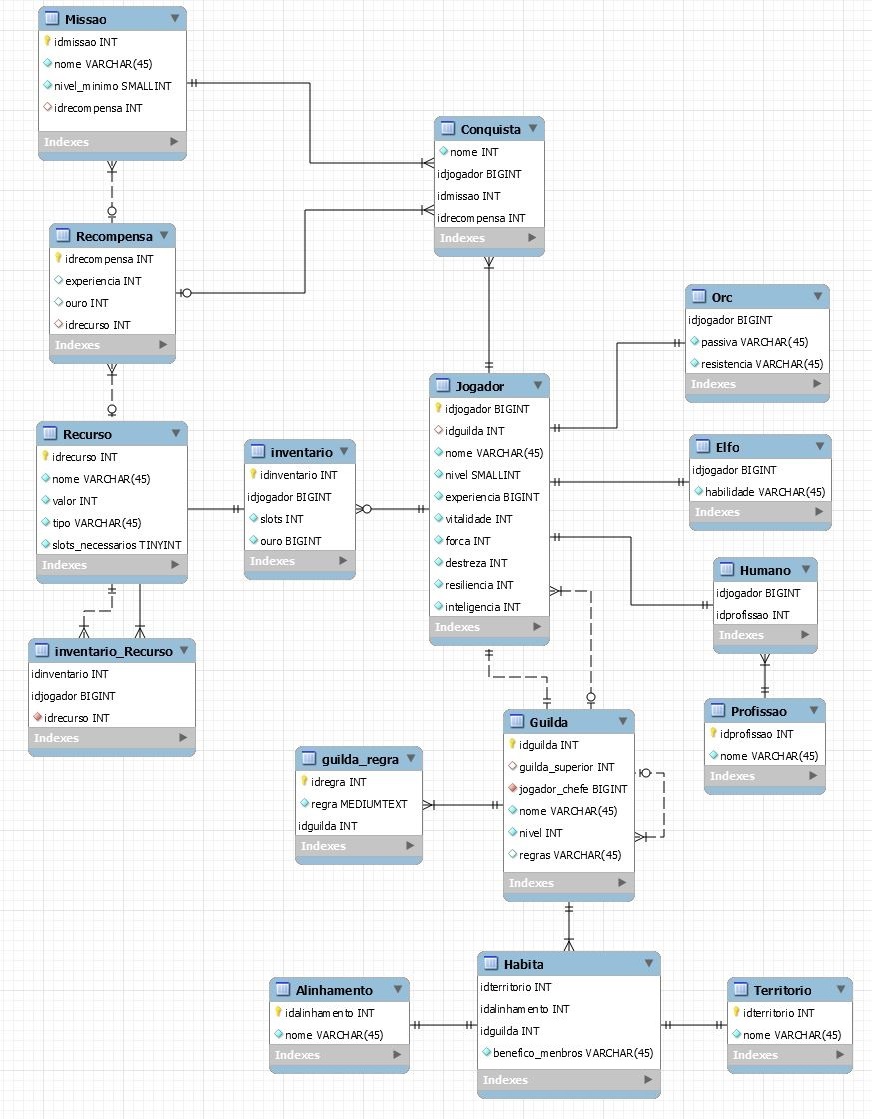 Missao
idmissao INT
nome VARCHAR(45)
nivel_minimo SMALLINT
idrecompensa INT
Indexes
Conquista
nome INT
idjogador BIGINT
idmissao INT
idrecompensa INT
Indexes
Recompensa
idrecompensa INT
experiencia INT
ouro INT
idrecurso INT
Indexes
Orc
idjogador BIGINT
passiva VARCHAR(45)
resistencia VARCHAR(45)
Indexes
Jogador
idjogador BIGINT
idguilda INT
nome VARCHAR(45)
nivel SMALLINT
experiencia BIGINT
vitalidade INT
forca INT
destreza INT
resiliencia INT
inteligencia INT
Indexes
Recurso
idrecurso INT
nome VARCHAR(45)
valor INT
tipo VARCHAR(45)
slots_necessarios TINYINT
Indexes
inventario
idinventario INT
idjogador BIGINT
slots INT
ouro BIGINT
Indexes
Elfo
idjogador BIGINT
habilidade VARCHAR(45)
Indexes
Humano
idjogador BIGINT
idprofissao INT
Indexes
inventario_Recurso
idinventario INT
idjogador BIGINT
idrecurso INT
Indexes
Profissao
idprofissao INT
nome VARCHAR(45)
Indexes
Guilda
idguilda INT
guilda_superior INT
jogador_chefe BIGINT
nome VARCHAR(45)
nivel INT
regras VARCHAR(45)
Indexes
guilda_regra
idregra INT
regra MEDIUMTEXT
idguilda INT
Indexes
Habita
idterritorio INT
idalinhamento INT
idguilda INT
benefico_menbros VARCHAR(45)
Indexes
Alinhamento
idalinhamento INT
nome VARCHAR(45)
Indexes
Territorio
idterritorio INT
nome VARCHAR(45)
Indexes